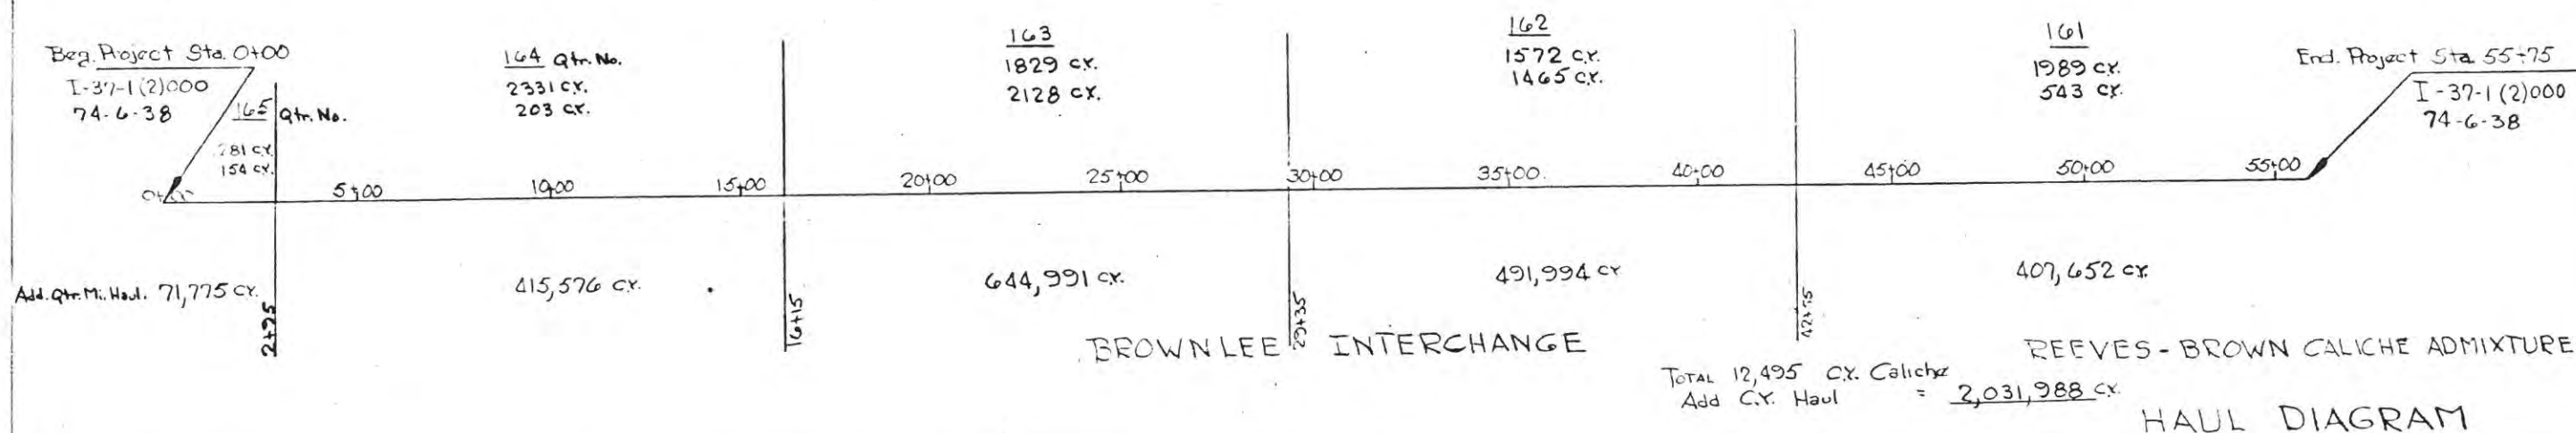 Beg. Project Sta. 0+00
I-37-1(2)000
74-6-38
165 Qtr. No.
281 CY.
154 CY.
164 Qtr. No.
2331 CY.
203 CY.
163
1829 CY.
2128 CY.
162
1572 CY.
1465 CY.
161
1989 CY.
543 CY.
End. Project Sta. 55+75
I-37-1(2)000
74-6-38
0+00 5+00 10+00 15+00 20+00 25+00 30+00 35+00 40+00 45+00 50+00 55+00
Add. Qtr. Mi. Haul. 71,775 CY. 415,576 CY. 644,991 CY. 491,994 CY 407,652 CY.
2+95
16+15
29+35
42+55
BROWNLEE INTERCHANGE
REEVES-BROWN CALICHE ADMIXTURE
TOTAL 12,495 C.Y. Caliche
Add C.Y. Haul = 2,031,988 CY.
HAUL DIAGRAM